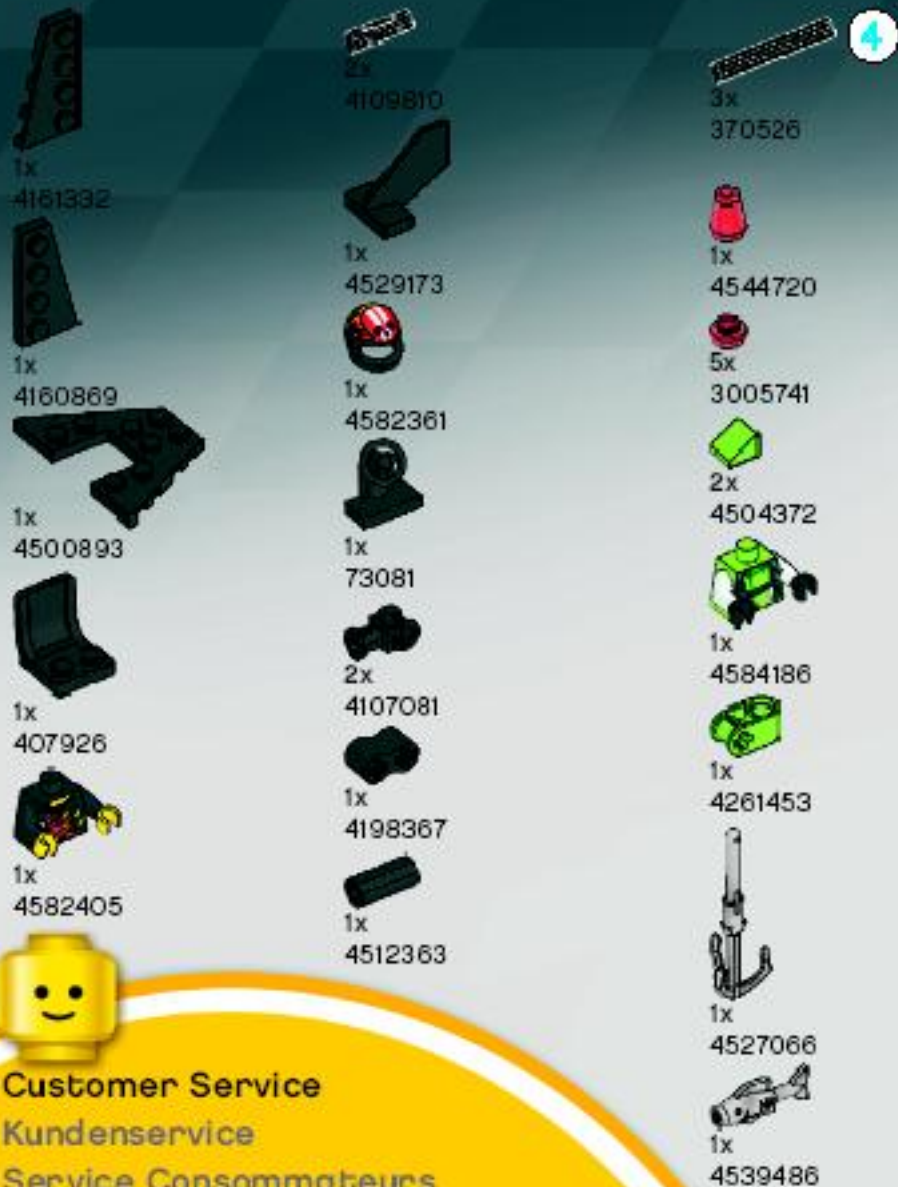 1x
4161332
1x
4160869
1x
4500893
1x
407926
1x
4582405
2x
4109810
1x
4529173
1x
4582361
1x
73081
2x
4107081
1x
4198367
1x
4512363
4
3x
370526
1x
4544720
5x
3005741
2x
4504372
1x
4584186
1x
4261453
1x
4527066
1x
4539486
Customer Service
Kundenservice
Service Consommateurs